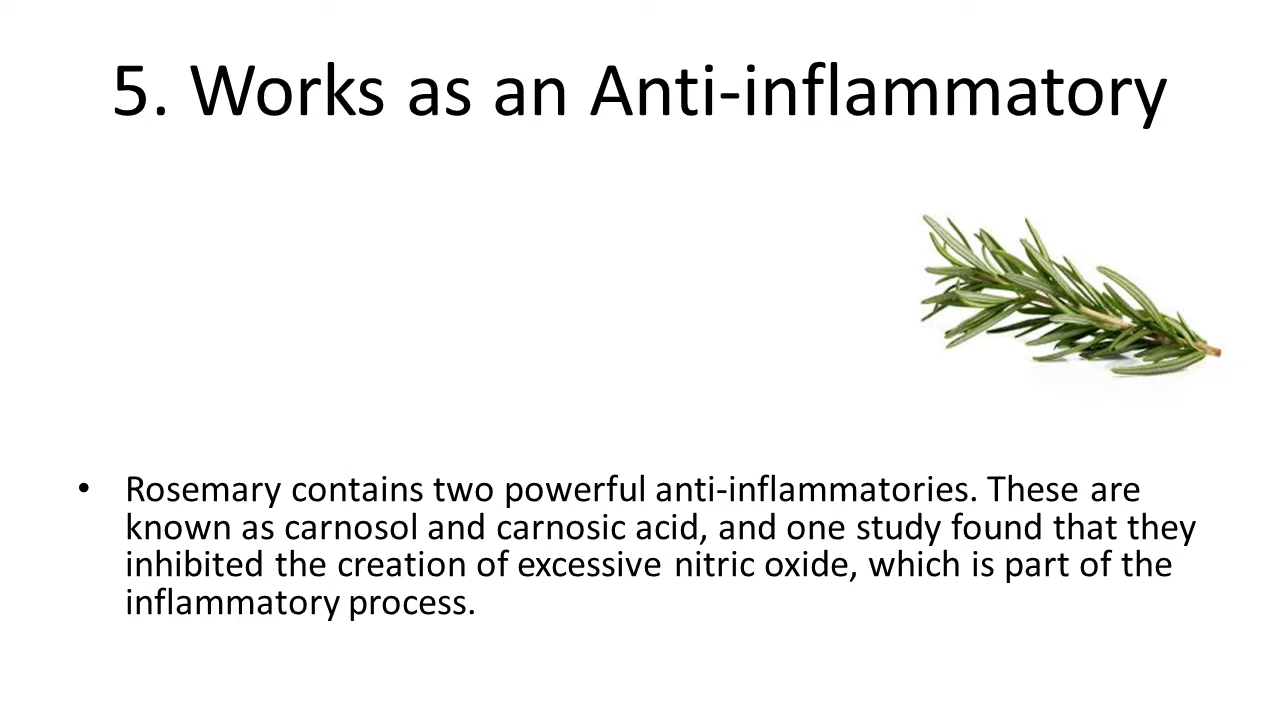 5. Works as an Anti-inflammatory
• Rosemary contains two powerful anti-inflammatories. These are
known as carnosol and carnosic acid, and one study found that they
inhibited the creation of excessive nitric oxide, which is part of the
inflammatory process.